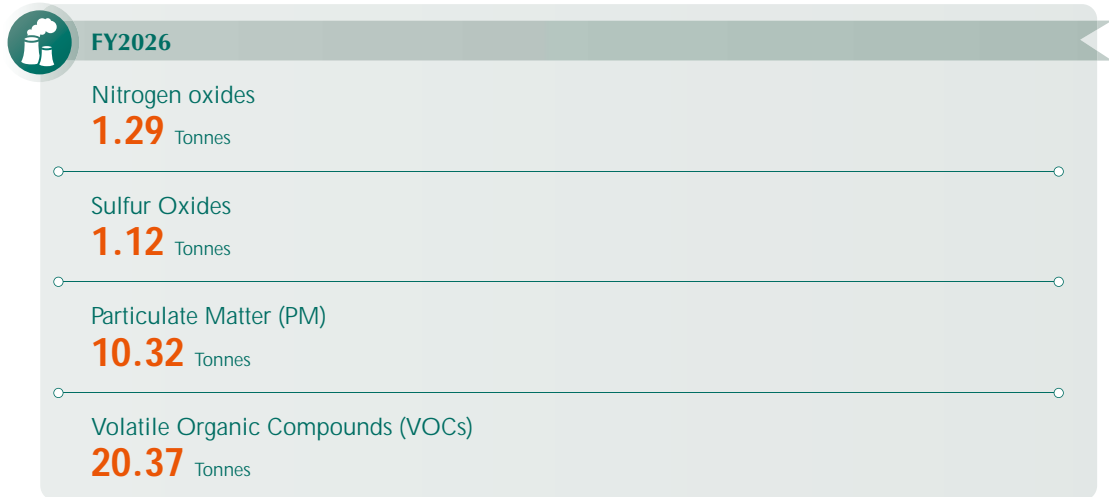 FY2026
Nitrogen oxides
1.29 Tonnes
Sulfur Oxides
1.12 Tonnes
Particulate Matter (PM)
10.32 Tonnes
Volatile Organic Compounds (VOCs)
20.37 Tonnes